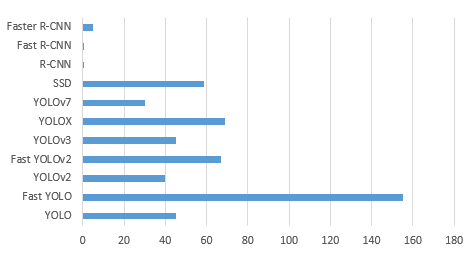 Faster R-CNN
Fast R-CNN
R-CNN
SSD
YOLOv7
YOLOX
YOLOv3
Fast YOLOv2
YOLOv2
Fast YOLO
YOLO
0 20 40 60 80 100 120 140 160 180